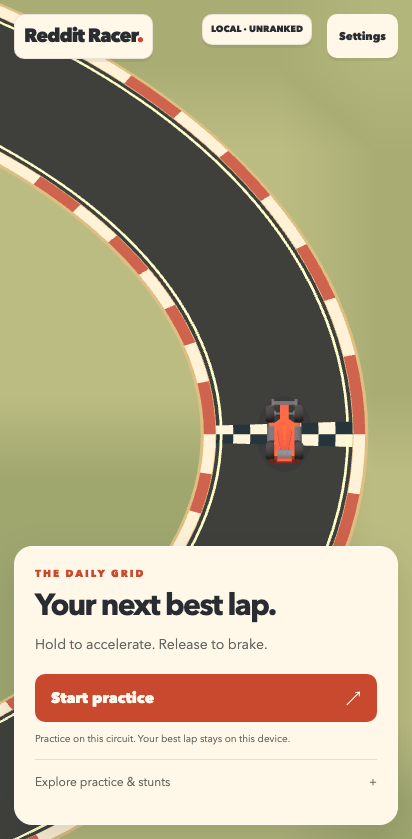 Reddit Racer.
LOCAL · UNRANKED
Settings
THE DAILY GRID
Your next best lap.
Hold to accelerate. Release to brake.
Start practice ↗
Practice on this circuit. Your best lap stays on this device.
Explore practice & stunts +